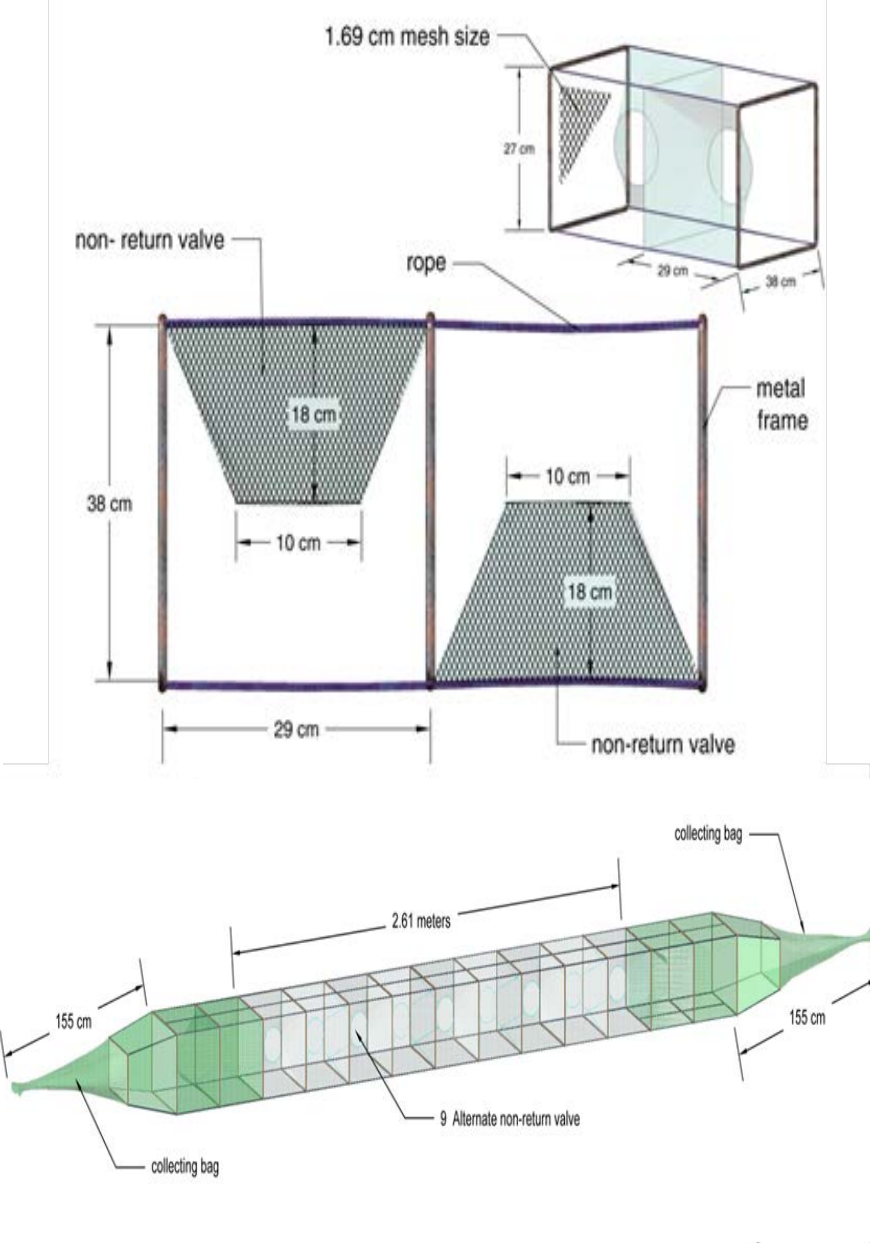 1.69 cm mesh size
27 cm
29 cm
38 cm
non- return valve
rope
18 cm
metal
frame
38 cm
10 cm
10 cm
18 cm
29 cm
non-return valve
collecting bag
2.61 meters
155 cm
155 cm
9 Alternate non-return valve
collecting bag